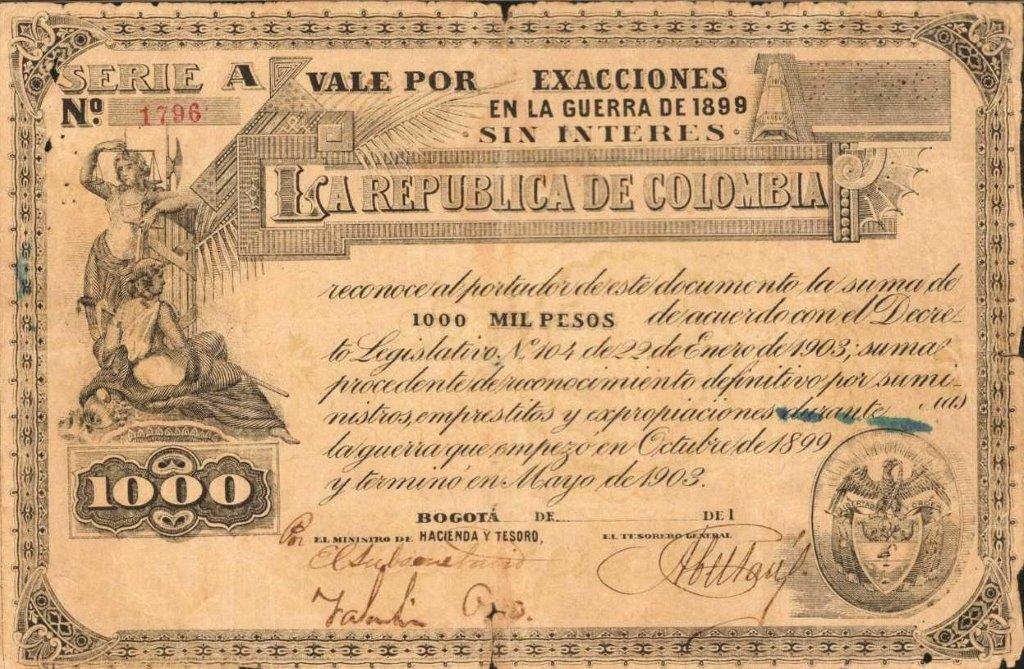 SERIE A
Nº 1796
VALE POR EXACCIONES
EN LA GUERRA DE 1899
· SIN INTERES ·
LA REPUBLICA DE COLOMBIA
reconoce al portador de este documento la suma de
1000 MIL PESOS de acuerdo con el Decre-
to Legislativo Nº 104 de 22 de Enero de 1903; suma
procedente de reconocimiento definitivo por sumi-
nistros, emprestitos y expropiaciones durante
la guerra que empezó en Octubre de 1899
y terminó en Mayo de 1903.
1000
BOGOTÁ DE DE 1
Por EL MINISTRO DE HACIENDA Y TESORO,
EL TESORERO GENERAL
El Subsecretario